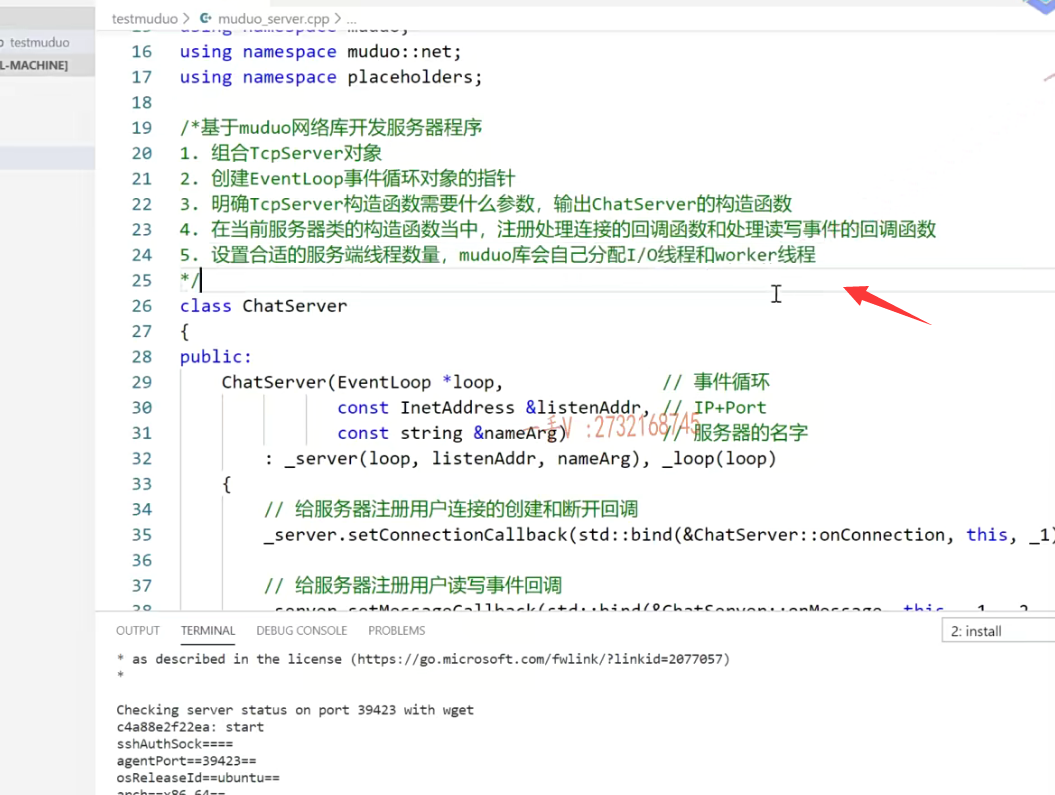 testmuduo > muduo_server.cpp > ...
testmuduo
L-MACHINE]
15 using namespace muduo;
16 using namespace muduo::net;
17 using namespace placeholders;
18
19 /*基于muduo网络库开发服务器程序
20 1. 组合TcpServer对象
21 2. 创建EventLoop事件循环对象的指针
22 3. 明确TcpServer构造函数需要什么参数，输出ChatServer的构造函数
23 4. 在当前服务器类的构造函数当中，注册处理连接的回调函数和处理读写事件的回调函数
24 5. 设置合适的服务端线程数量，muduo库会自己分配I/O线程和worker线程
25 */
26 class ChatServer
27 {
28 public:
29 ChatServer(EventLoop *loop, // 事件循环
30 const InetAddress &listenAddr, // IP+Port
31 const string &nameArg) // 服务器的名字
:2732168745
32 : _server(loop, listenAddr, nameArg), _loop(loop)
33 {
34 // 给服务器注册用户连接的创建和断开回调
35 _server.setConnectionCallback(std::bind(&ChatServer::onConnection, this, _1)
36
37 // 给服务器注册用户读写事件回调
38 _server.setMessageCallback(std::bind(&ChatServer::onMessage, this, _1, _2
OUTPUT TERMINAL DEBUG CONSOLE PROBLEMS 2: install
* as described in the license (https://go.microsoft.com/fwlink/?linkid=2077057)
*
Checking server status on port 39423 with wget
c4a88e2f22ea: start
sshAuthSock====
agentPort==39423==
osReleaseId==ubuntu==
arch==x86_64==